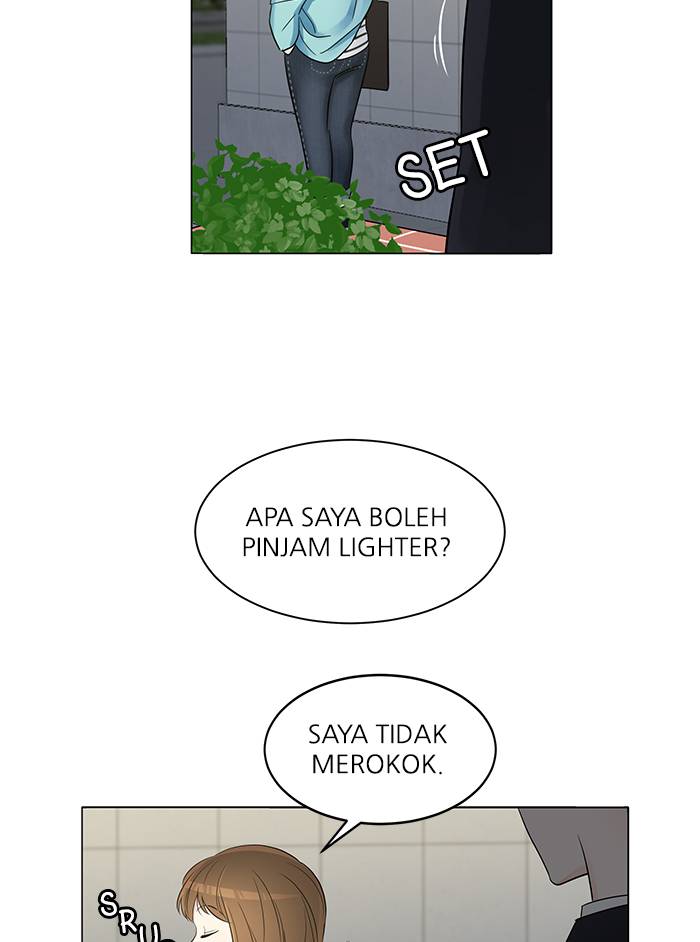 SET
APA SAYA BOLEH
PINJAM LIGHTER?
SAYA TIDAK
MEROKOK.